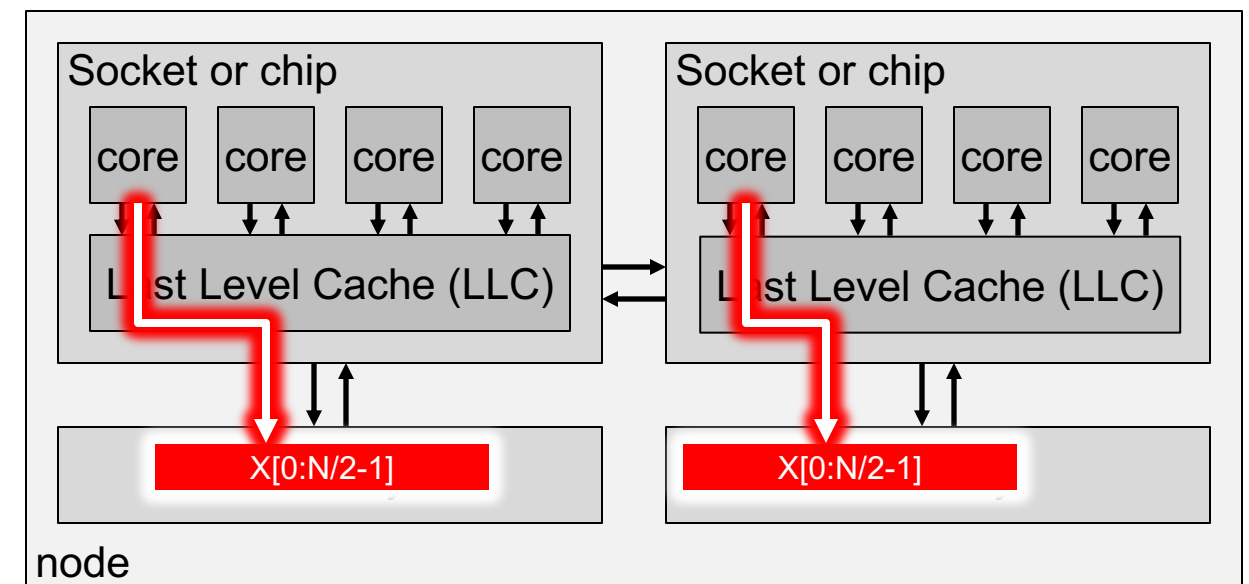 Socket or chip
core core core core
Last Level Cache (LLC)
X[0:N/2-1]
Socket or chip
core core core core
Last Level Cache (LLC)
X[0:N/2-1]
node